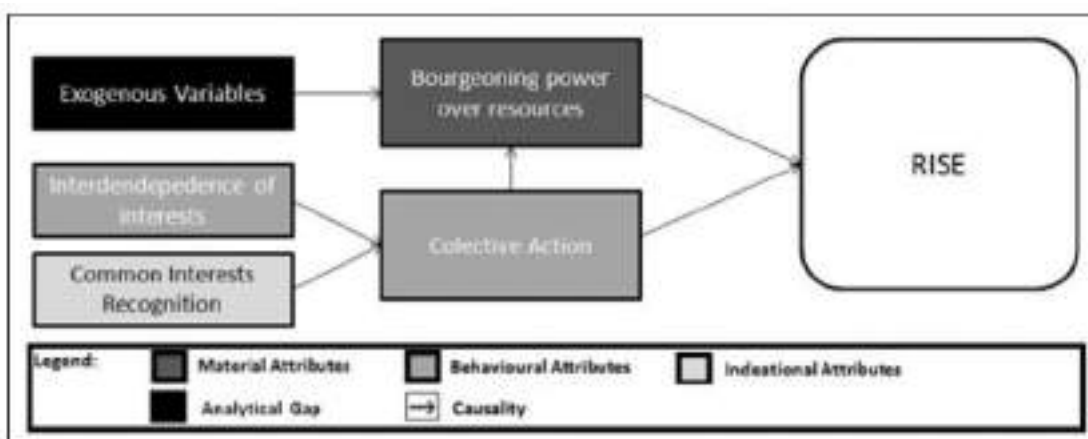 Exogenous Variables
Bourgeoning power
over resources
Interdendepedence of
interests
Common Interests
Recognition
Colective Action
RISE
Legend:
Material Attributes
Behavioural Attributes
Indeational Attributes
Analytical Gap
Causality